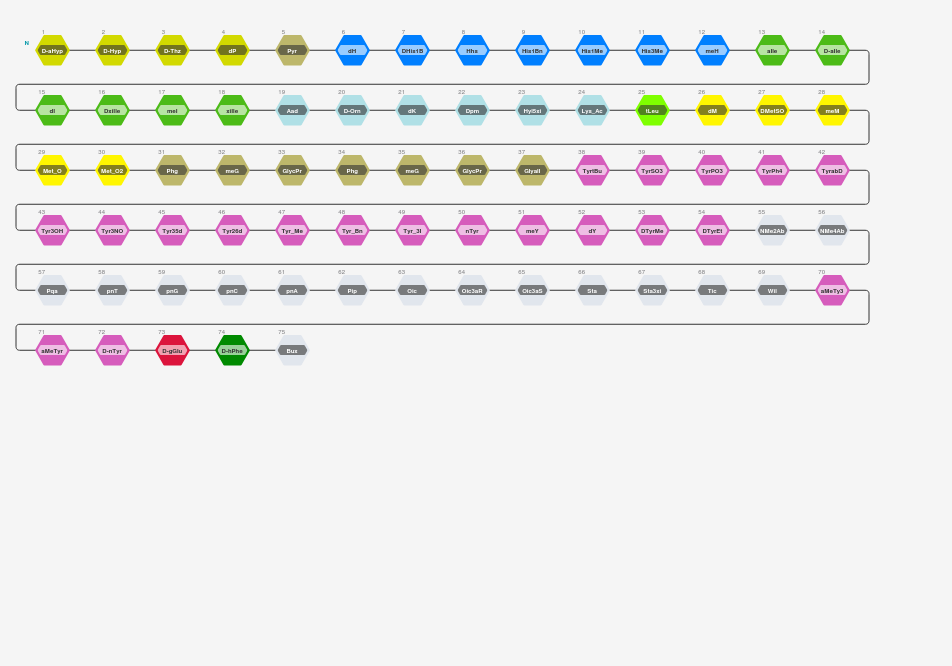 1 2 3 4 5 6 7 8 9 10 11 12 13 14
N D-aHyp D-Hyp D-Thz dP Pyr dH DHis1B Hhs His1Bn His1Me His3Me meH aIle D-aIle
15 16 17 18 19 20 21 22 23 24 25 26 27 28
dI DxiIle meI xiIle Aad D-Orn dK Dpm HylSxi Lys_Ac tLeu dM DMetSO meM
29 30 31 32 33 34 35 36 37 38 39 40 41 42
Met_O Met_O2 Phg meG GlycPr Phg meG GlycPr Glyall TyrtBu TyrSO3 TyrPO3 TyrPh4 TyrabD
43 44 45 46 47 48 49 50 51 52 53 54 55 56
Tyr3OH Tyr3NO Tyr35d Tyr26d Tyr_Me Tyr_Bn Tyr_3I nTyr meY dY DTyrMe DTyrEt NMe2Ab NMe4Ab
57 58 59 60 61 62 63 64 65 66 67 68 69 70
Pqa pnT pnG pnC pnA Pip Oic Oic3aR Oic3aS Sta Sta3xi Tic Wil aMeTy3
71 72 73 74 75
aMeTyr D-nTyr D-gGlu D-hPhe Bux